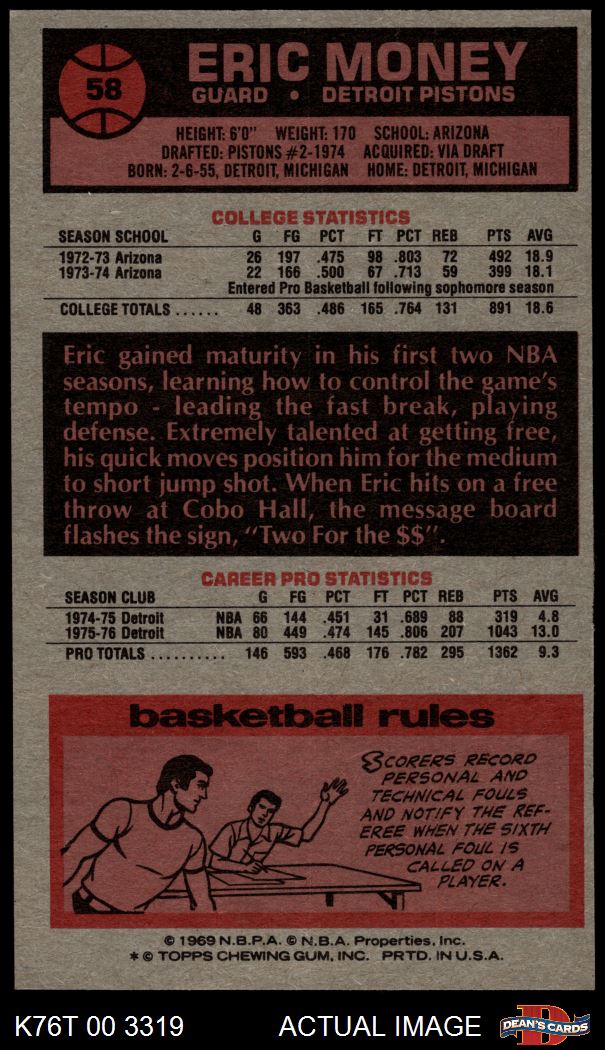 58
ERIC MONEY
GUARD • DETROIT PISTONS
HEIGHT: 6'0" WEIGHT: 170 SCHOOL: ARIZONA
DRAFTED: PISTONS #2-1974 ACQUIRED: VIA DRAFT
BORN: 2-6-55, DETROIT, MICHIGAN HOME: DETROIT, MICHIGAN
COLLEGE STATISTICS
SEASON SCHOOL G FG PCT FT PCT REB PTS AVG
1972-73 Arizona 26 197 .475 98 .803 72 492 18.9
1973-74 Arizona 22 166 .500 67 .713 59 399 18.1
Entered Pro Basketball following sophomore season
COLLEGE TOTALS ...... 48 363 .486 165 .764 131 891 18.6
Eric gained maturity in his first two NBA
seasons, learning how to control the game's
tempo - leading the fast break, playing
defense. Extremely talented at getting free,
his quick moves position him for the medium
to short jump shot. When Eric hits on a free
throw at Cobo Hall, the message board
flashes the sign, "Two For the $$".
CAREER PRO STATISTICS
SEASON CLUB G FG PCT FT PCT REB PTS AVG
1974-75 Detroit NBA 66 144 .451 31 .689 88 319 4.8
1975-76 Detroit NBA 80 449 .474 145 .806 207 1043 13.0
PRO TOTALS .......... 146 593 .468 176 .782 295 1362 9.3
basketball rules
SCORERS RECORD
PERSONAL AND
TECHNICAL FOULS
AND NOTIFY THE REF-
EREE WHEN THE SIXTH
PERSONAL FOUL IS
CALLED ON A
PLAYER.
© 1969 N.B.P.A. © N.B.A. Properties, Inc.
* © TOPPS CHEWING GUM, INC. PRTD. IN U.S.A.
K76T 00 3319 ACTUAL IMAGE DEAN'S CARDS